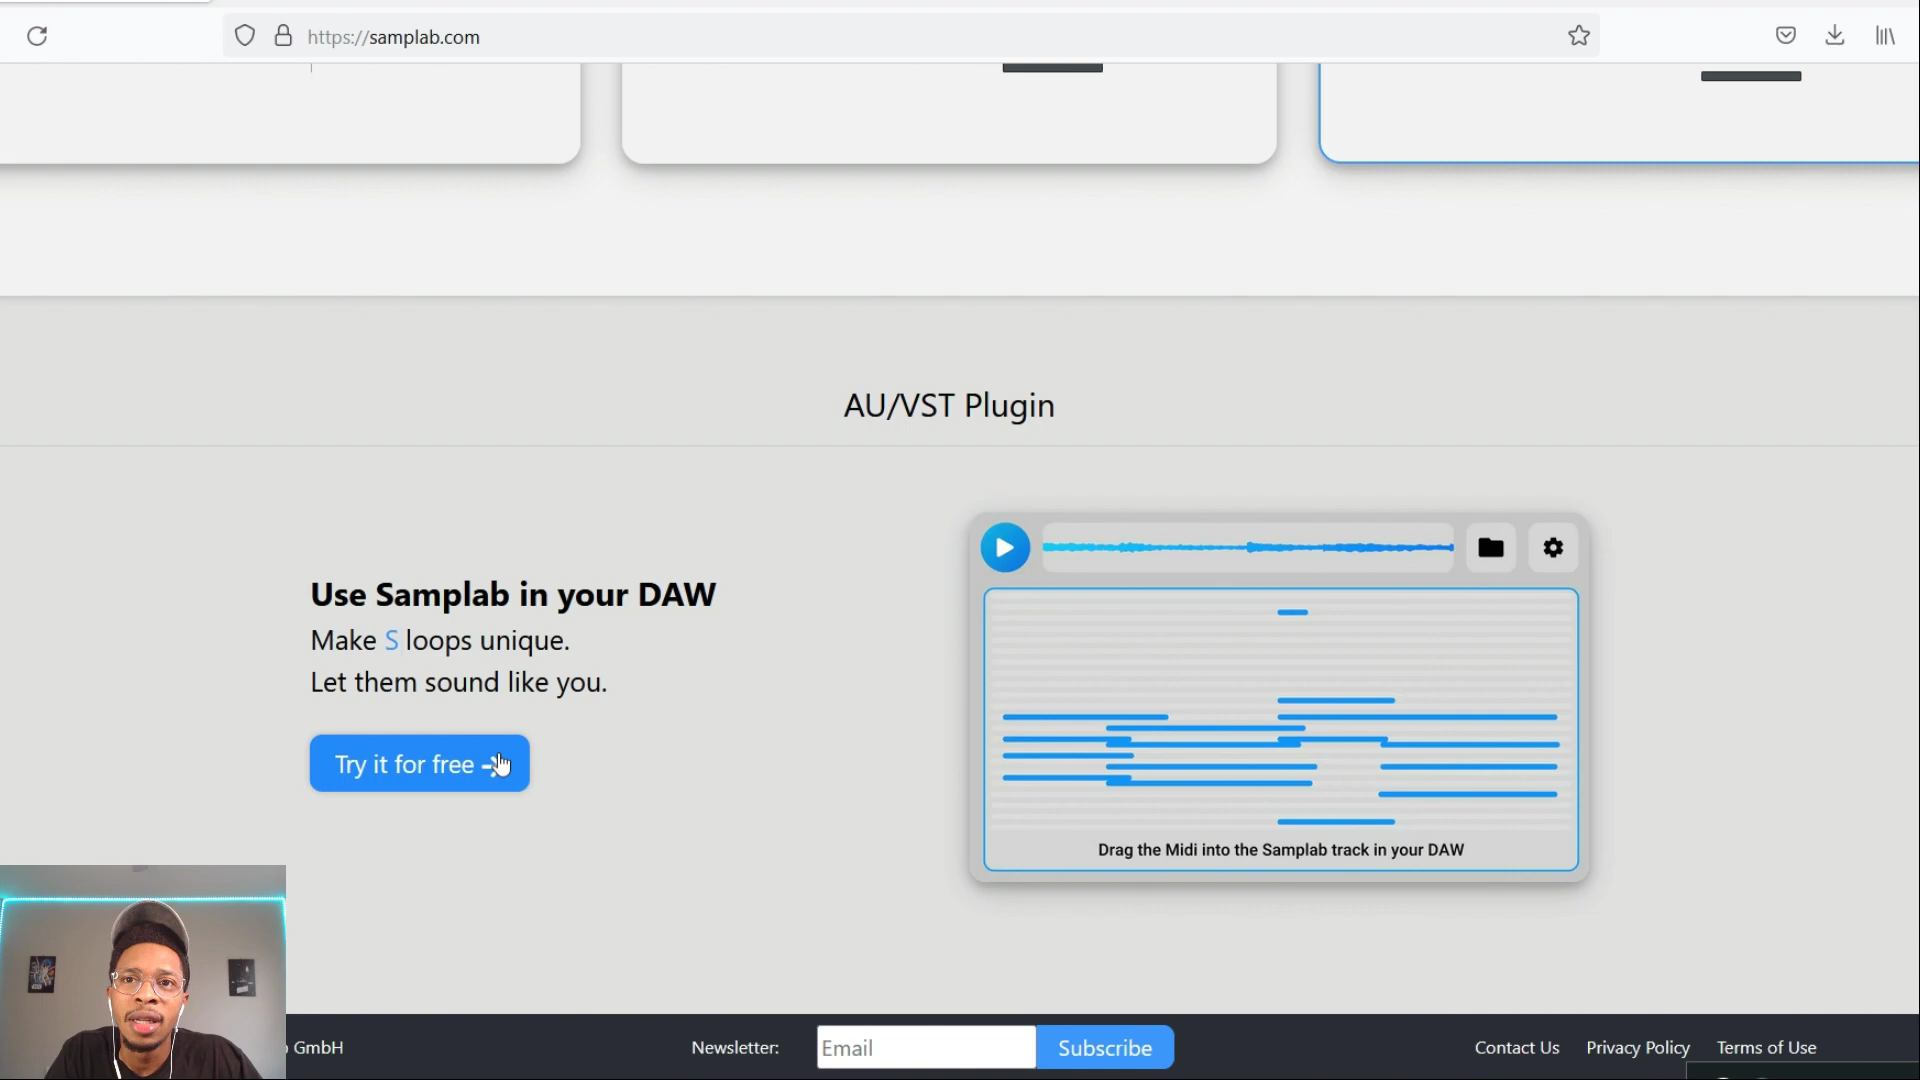 https://samplab.com
AU/VST Plugin
Use Samplab in your DAW
Make S loops unique.
Let them sound like you.
Try it for free
Drag the Midi into the Samplab track in your DAW
GmbH
Newsletter:
Email
Subscribe
Contact Us
Privacy Policy
Terms of Use